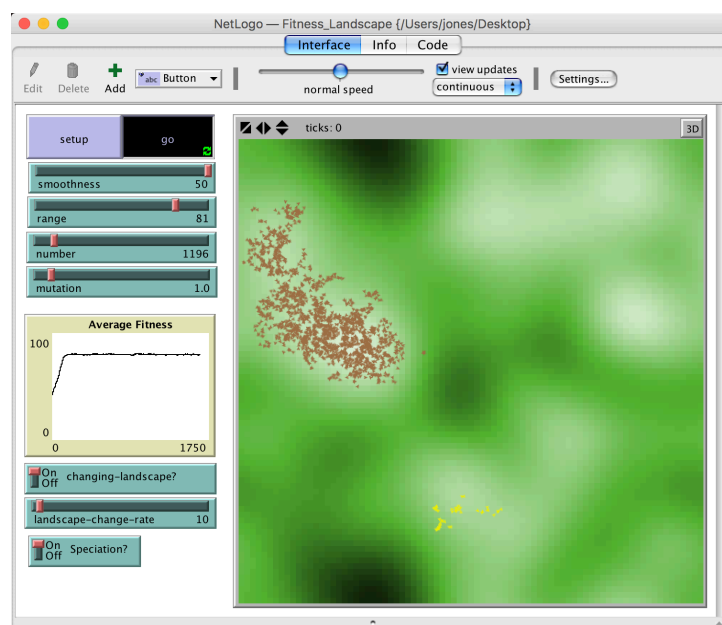 NetLogo — Fitness_Landscape {/Users/jones/Desktop}
Interface Info Code
Edit Delete Add abc Button normal speed view updates continuous Settings...
setup go ticks: 0 3D
smoothness 50
range 81
number 1196
mutation 1.0
Average Fitness
100
0
0 1750
On
Off changing-landscape?
landscape-change-rate 10
On
Off Speciation?